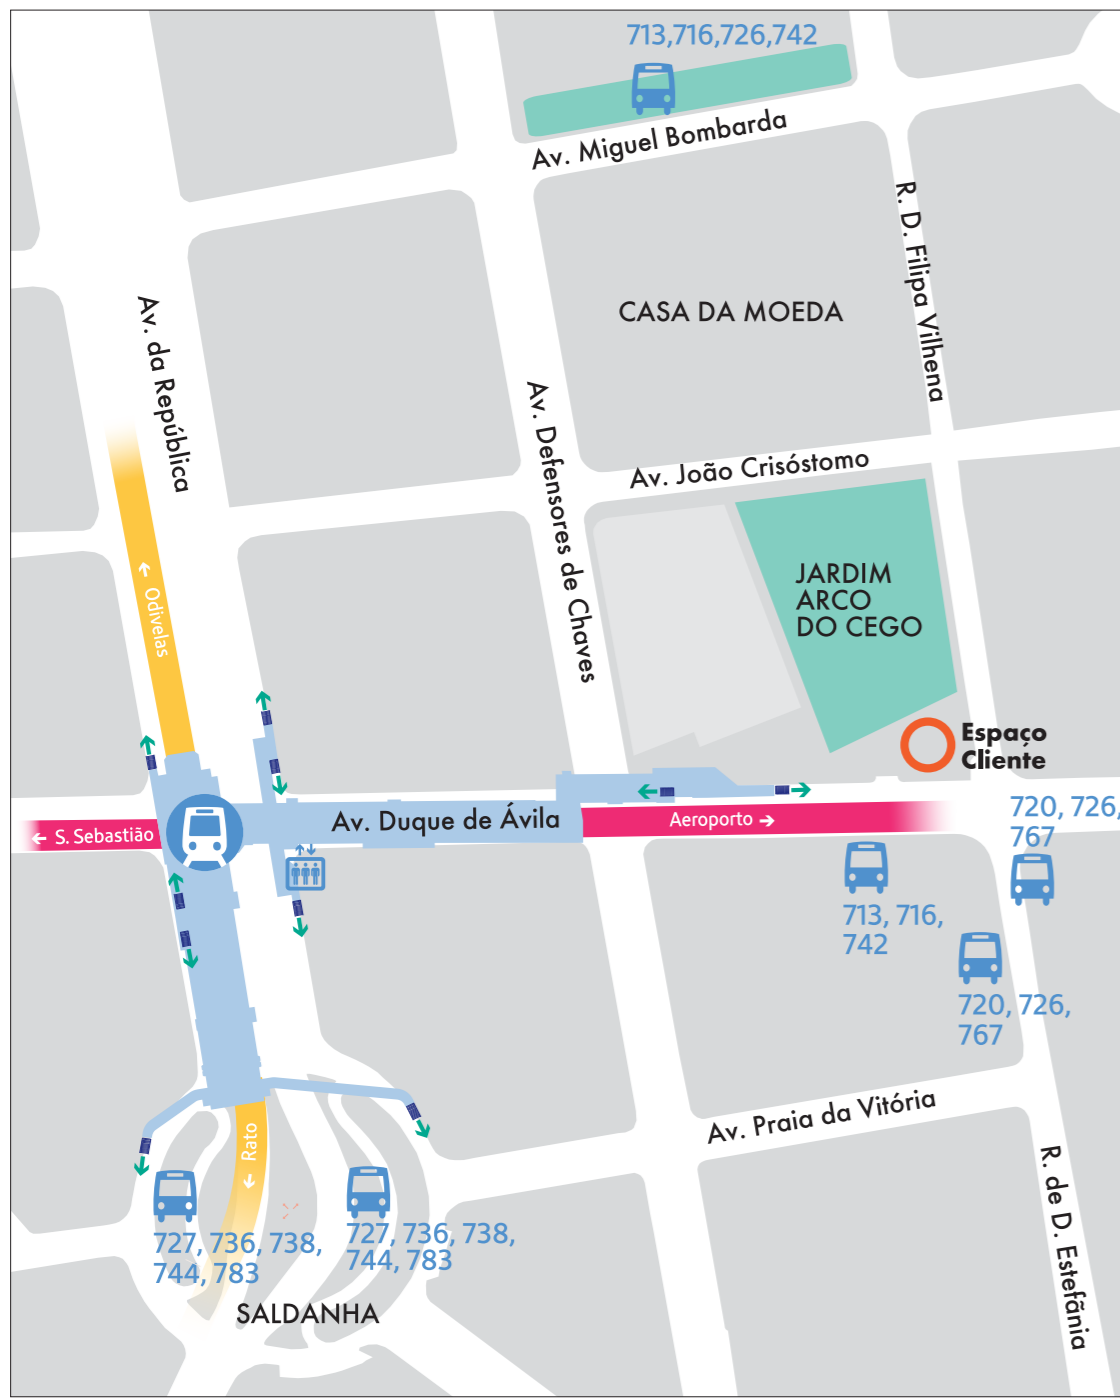 713,716,726,742
Av. Miguel Bombarda
R. D. Filipa Vilhena
CASA DA MOEDA
Av. da República
Av. Defensores de Chaves
Av. João Crisóstomo
JARDIM
ARCO
DO CEGO
← Odivelas
Espaço
Cliente
← S. Sebastião
Av. Duque de Ávila
Aeroporto →
720, 726,
767
713, 716,
742
720, 726,
767
Av. Praia da Vitória
← Rato
R. de D. Estefânia
727, 736, 738,
744, 783
727, 736, 738,
744, 783
SALDANHA